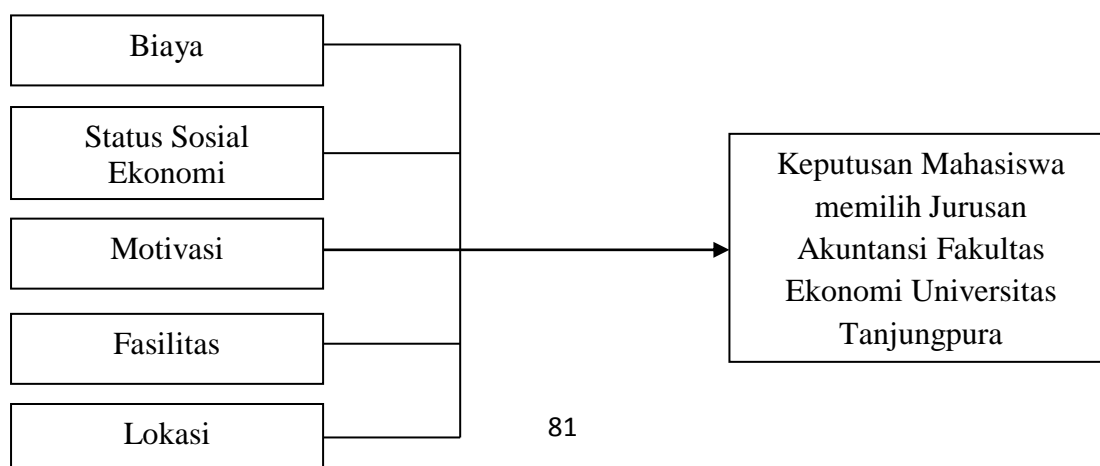 Biaya
Status Sosial
Ekonomi
Motivasi
Fasilitas
Lokasi
Keputusan Mahasiswa
memilih Jurusan
Akuntansi Fakultas
Ekonomi Universitas
Tanjungpura
81